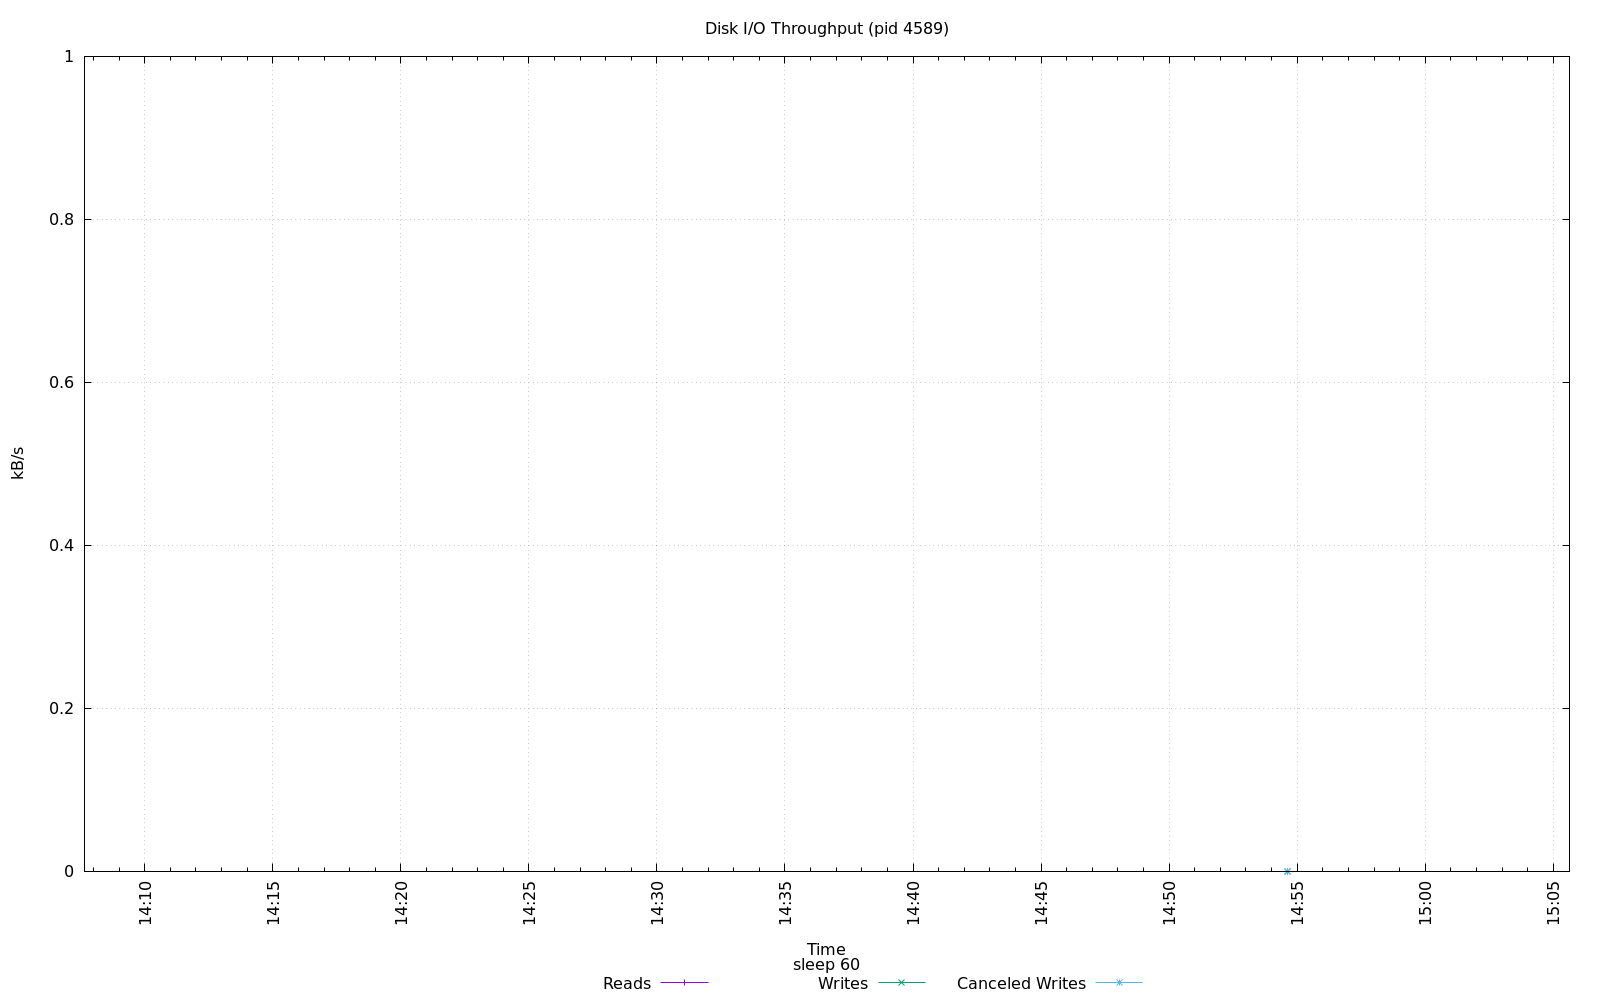 Disk I/O Throughput (pid 4589)
1
0.8
0.6
0.4
0.2
0
kB/s
14:10
14:15
14:20
14:25
14:30
14:35
14:40
14:45
14:50
14:55
15:00
15:05
Time
sleep 60
Reads
Writes
Canceled Writes